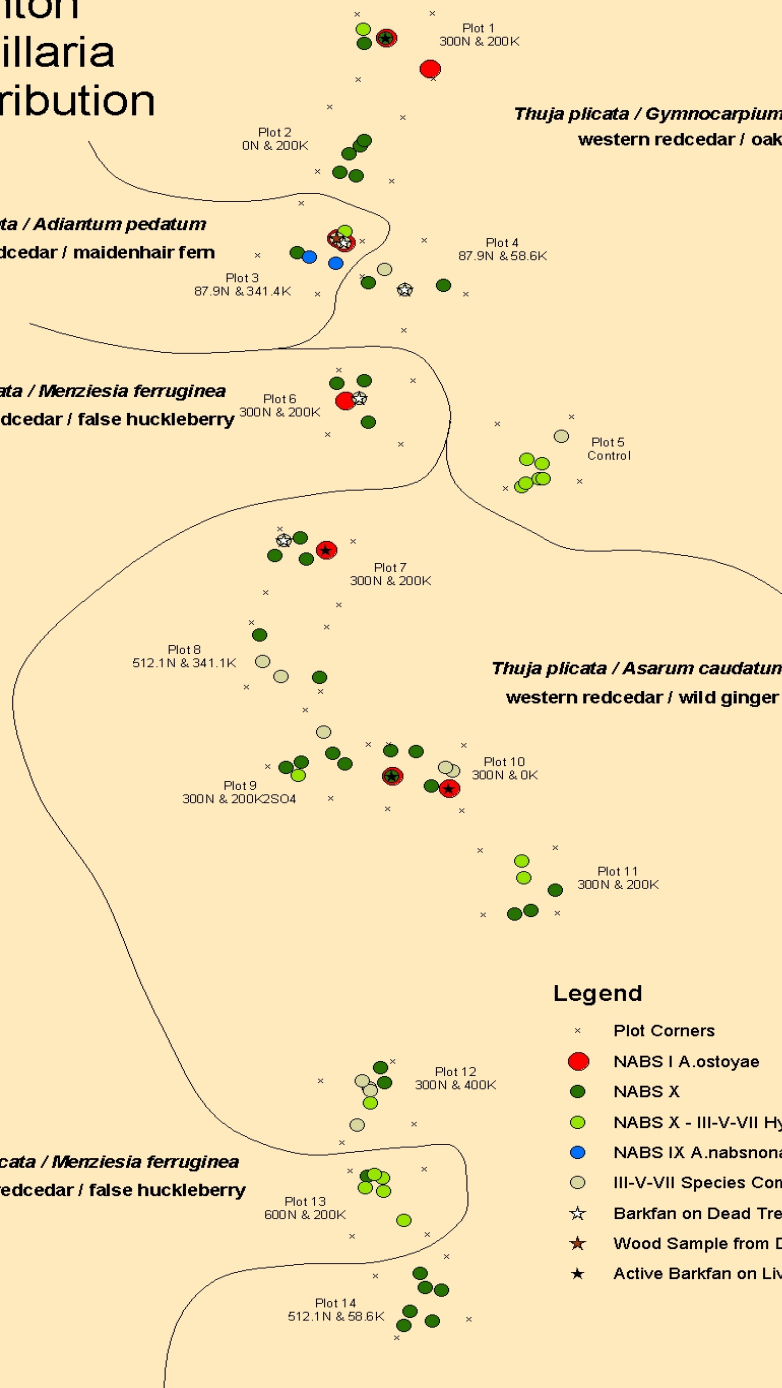 nton
illaria
ribution
Plot 1
300N & 200K
Thuja plicata / Gymnocarpium
western redcedar / oak
Plot 2
0N & 200K
ta / Adiantum pedatum
dcedar / maidenhair fern
Plot 4
87.9N & 58.6K
Plot 3
87.9N & 341.4K
ata / Menziesia ferruginea
dcedar / false huckleberry
Plot 6
300N & 200K
Plot 5
Control
Plot 7
300N & 200K
Plot 8
512.1N & 341.1K
Thuja plicata / Asarum caudatum
western redcedar / wild ginger
Plot 9
300N & 200K2SO4
Plot 10
300N & 0K
Plot 11
300N & 200K
Legend
Plot Corners
NABS I A.ostoyae
NABS X
NABS X - III-V-VII Hy
NABS IX A.nabsnona
III-V-VII Species Com
Barkfan on Dead Tre
Wood Sample from D
Active Barkfan on Liv
Plot 12
300N & 400K
cata / Menziesia ferruginea
redcedar / false huckleberry
Plot 13
600N & 200K
Plot 14
512.1N & 58.6K